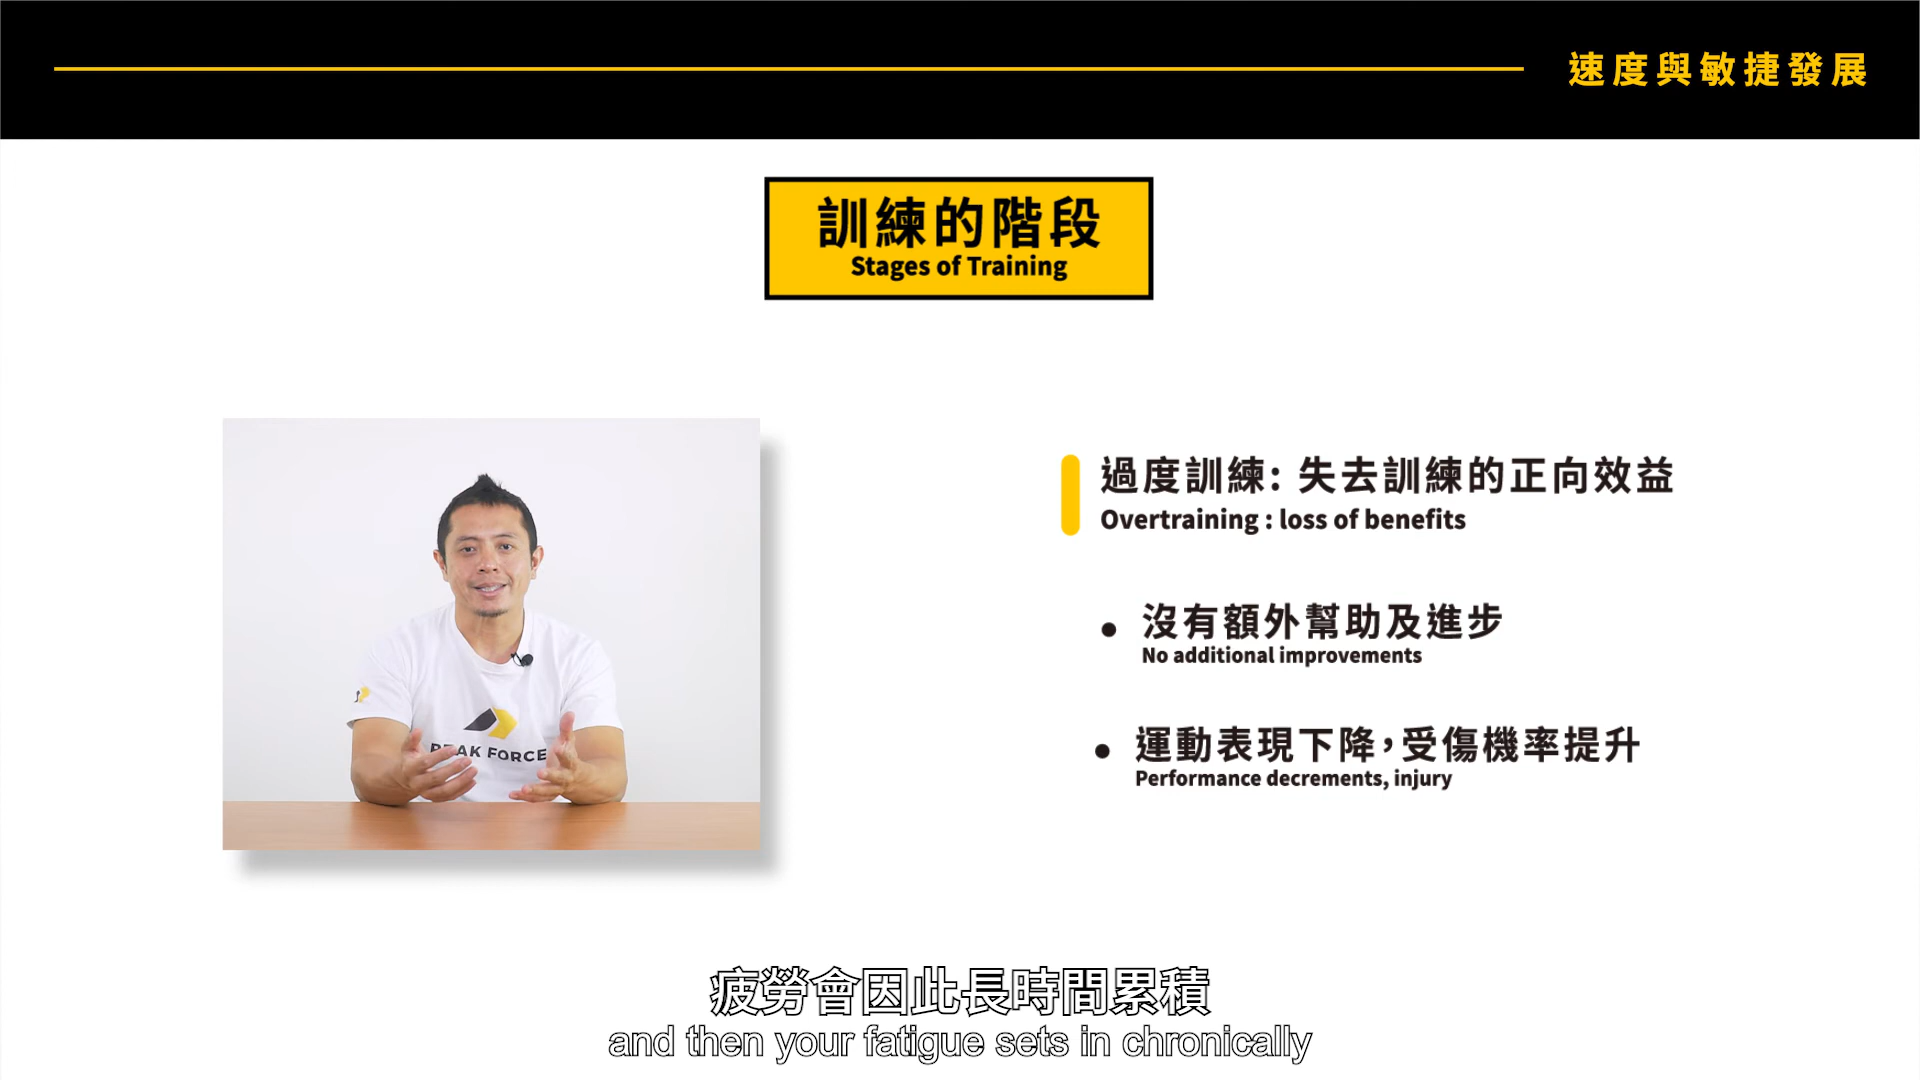 速度與敏捷發展
訓練的階段
Stages of Training
過度訓練: 失去訓練的正向效益
Overtraining : loss of benefits
• 沒有額外幫助及進步
No additional improvements
• 運動表現下降，受傷機率提升
Performance decrements, injury
PEAK FORCE
疲勞會因此長時間累積
and then your fatigue sets in chronically